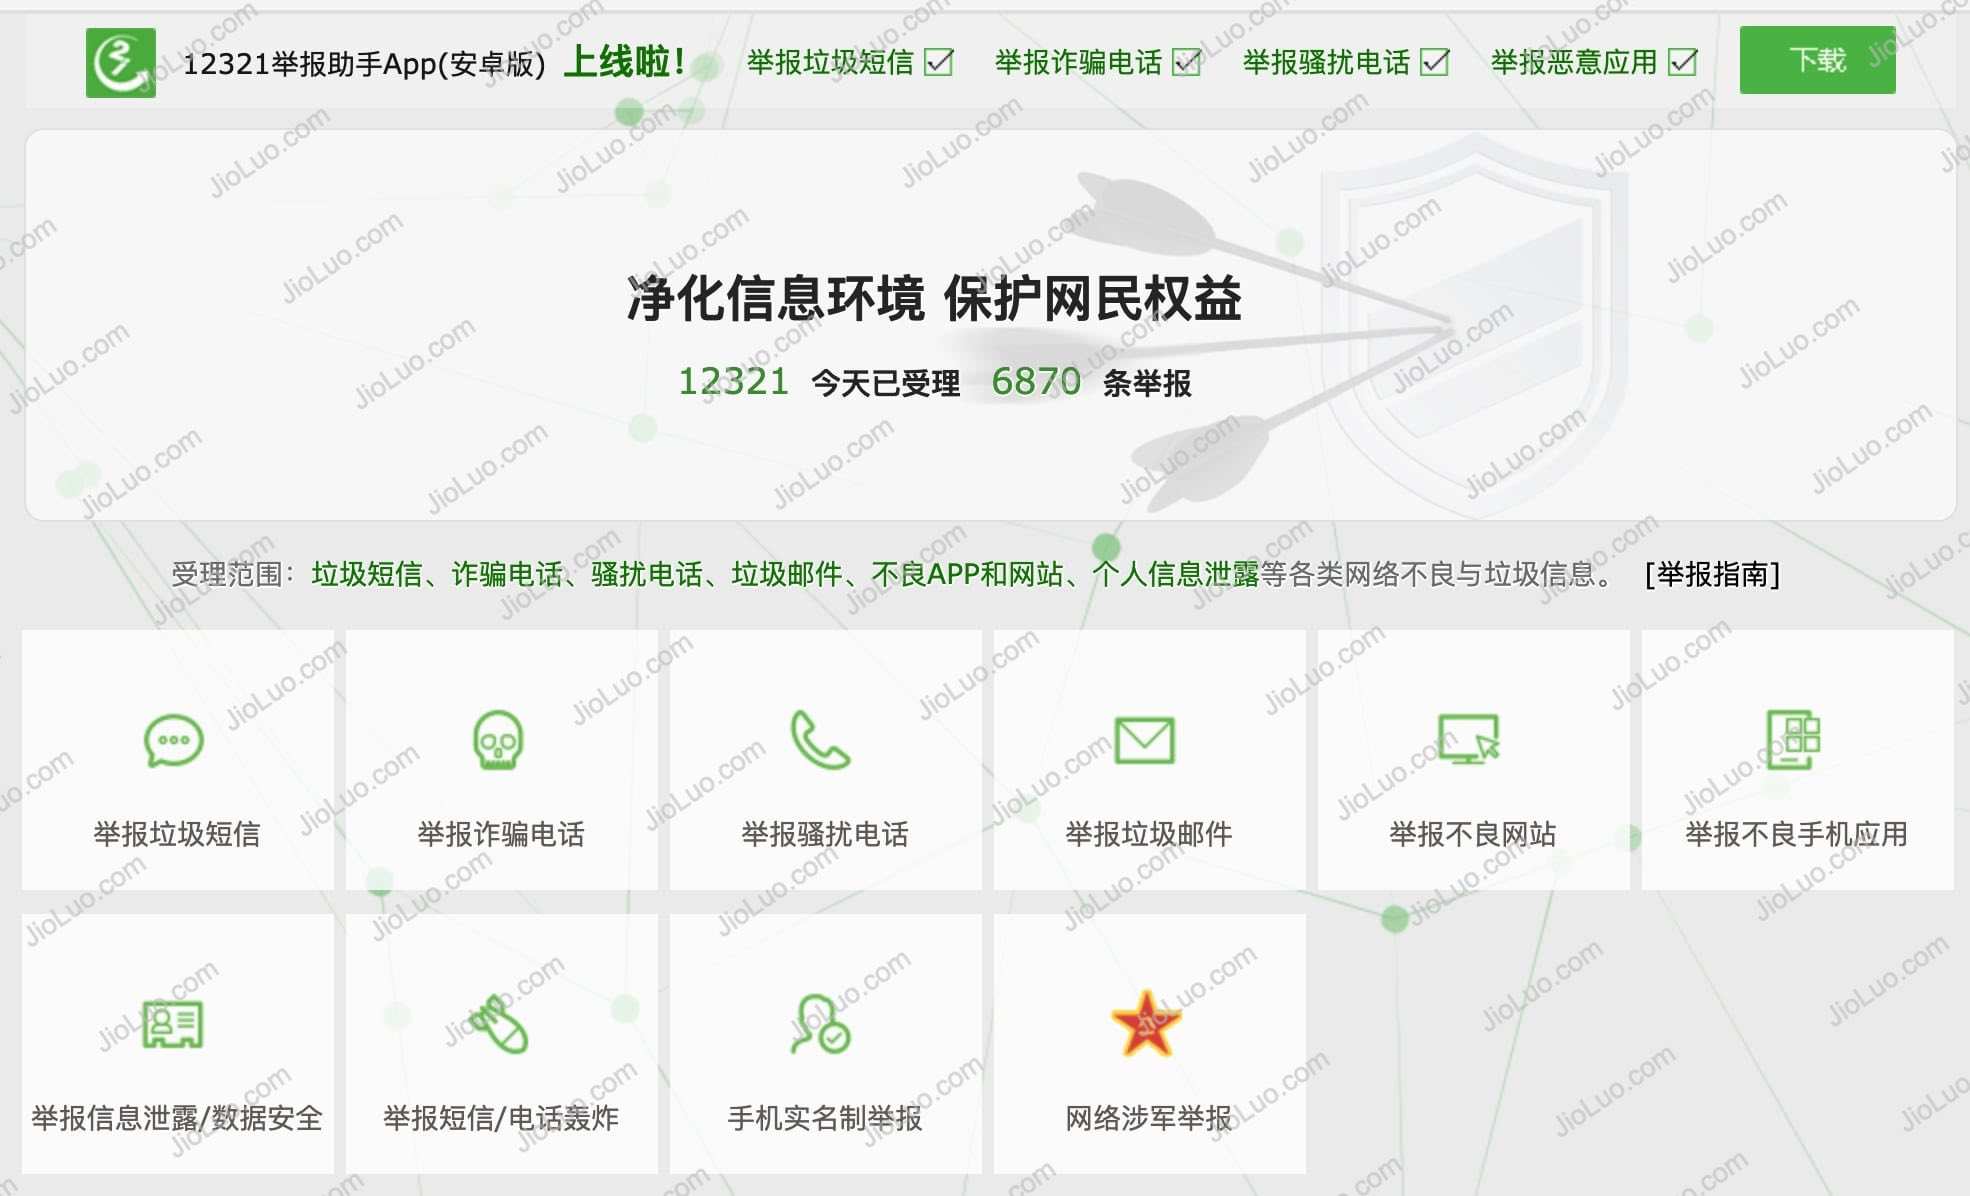 12321举报助手App(安卓版) 上线啦! 举报垃圾短信 举报诈骗电话 举报骚扰电话 举报恶意应用 下载
净化信息环境 保护网民权益
12321 今天已受理 6870 条举报
受理范围：垃圾短信、诈骗电话、骚扰电话、垃圾邮件、不良APP和网站、个人信息泄露等各类网络不良与垃圾信息。 [举报指南]
举报垃圾短信 举报诈骗电话 举报骚扰电话 举报垃圾邮件 举报不良网站 举报不良手机应用
举报信息泄露/数据安全 举报短信/电话轰炸 手机实名制举报 网络涉军举报
JioLuo.com